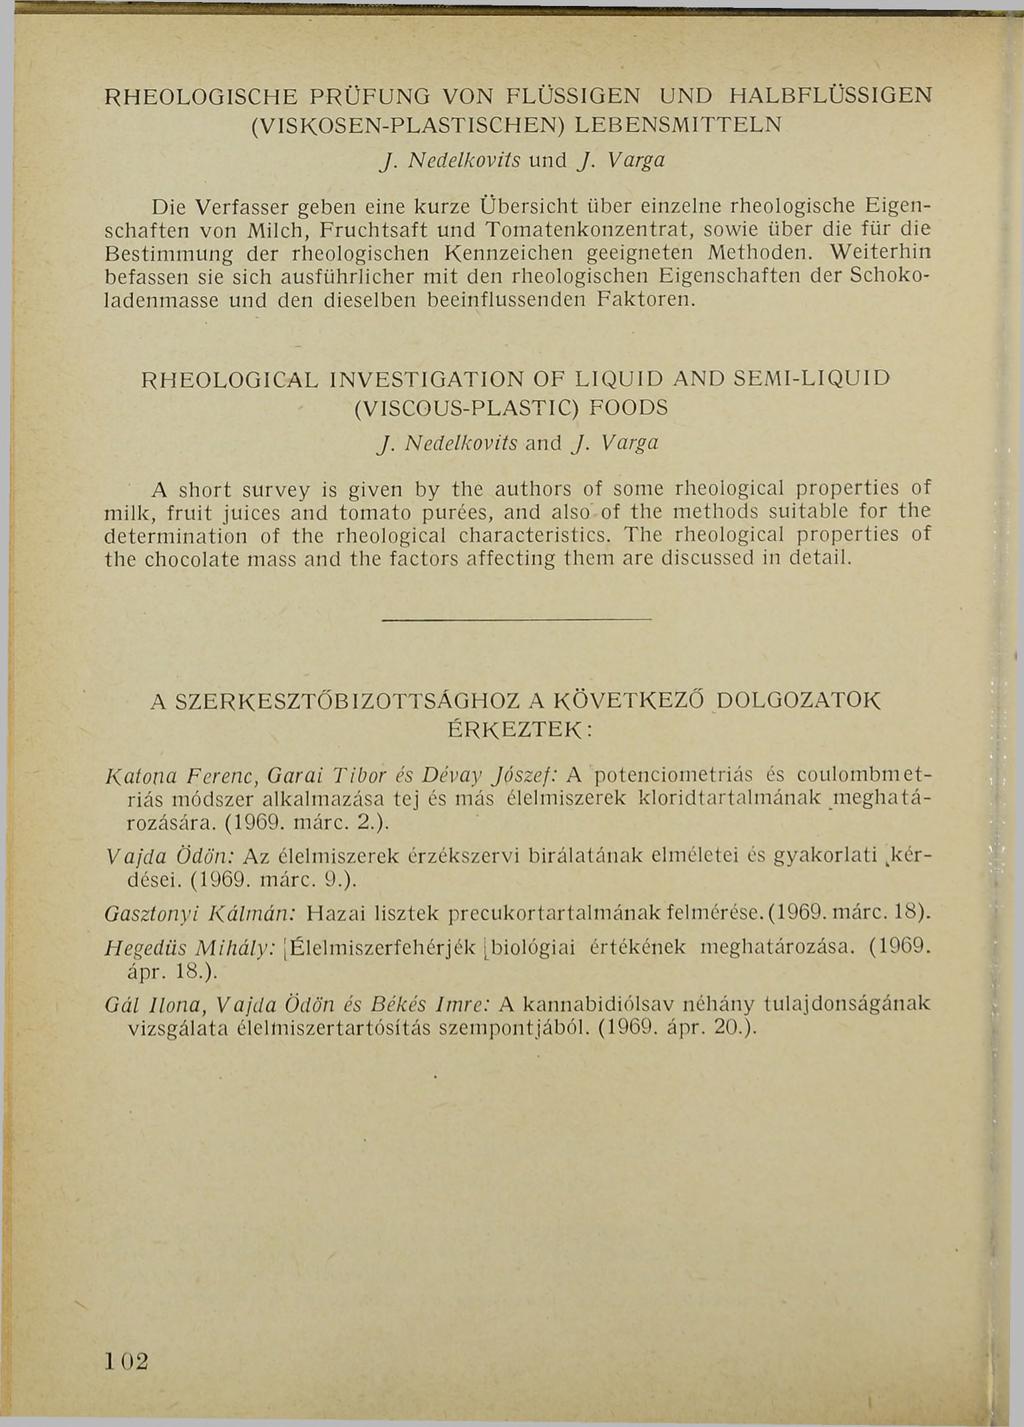 RHEOLOGISCHE PRÜFUNG VON FLÜSSIGEN UND HALBFLÜSSIGEN
(VISKOSEN-PLASTISCHEN) LEBENSMITTELN
J. Nedelkovits und J. Varga
Die Verfasser geben eine kurze Übersicht über einzelne rheologische Eigen-
schaften von Milch, Fruchtsaft und Tomatenkonzentrat, sowie über die für die
Bestimmung der rheologischen Kennzeichen geeigneten Methoden. Weiterhin
befassen sie sich ausführlicher mit den rheologischen Eigenschaften der Schoko-
ladenmasse und den dieselben beeinflussenden Faktoren.
RHEOLOGICAL INVESTIGATION OF LIQUID AND SEMI-LIQUID
(VISCOUS-PLASTIC) FOODS
J. Nedelkovits and J. Varga
A short survey is given by the authors of some rheological properties of
milk, fruit juices and tomato purées, and also of the methods suitable for the
determination of the rheological characteristics. The rheological properties of
the chocolate mass and the factors affecting them are discussed in detail.
A SZERKESZTŐBIZOTTSÁGHOZ A KÖVETKEZŐ DOLGOZATOK
ÉRKEZTEK:
Katona Ferenc, Garai Tibor és Dévay Jószef: A potenciometriás és coulombmet-
riás módszer alkalmazása tej és más élelmiszerek kloridtartalmának meghatá-
rozására. (1969. márc. 2.).
Vajda Ödön: Az élelmiszerek érzékszervi birálatának elméletei és gyakorlati kér-
dései. (1969. márc. 9.).
Gasztonyi Kálmán: Hazai lisztek precukortartalmának felmérése. (1969. márc. 18).
Hegedüs Mihály: Élelmiszerfehérjék biológiai értékének meghatározása. (1969.
ápr. 18.).
Gál Ilona, Vajda Ödön és Békés Imre: A kannabidiólsav néhány tulajdonságának
vizsgálata élelmiszertartósítás szempontjából. (1969. ápr. 20.).
102